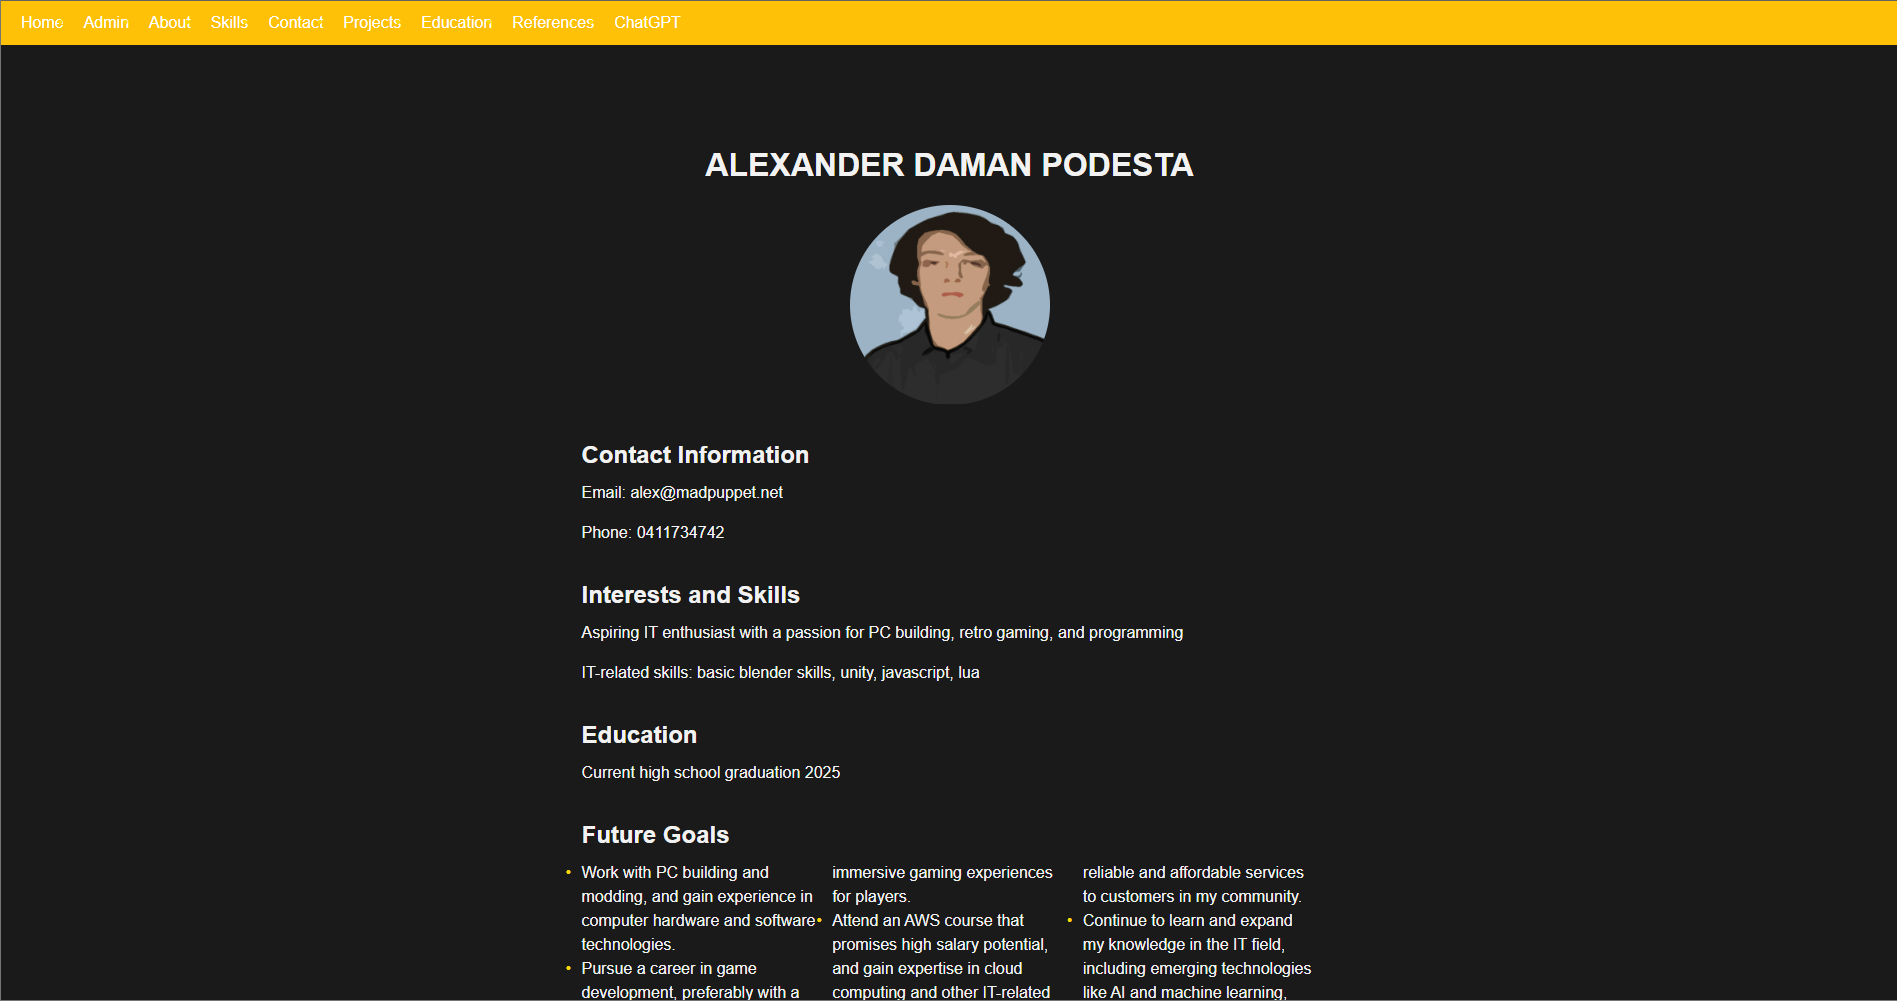 Home Admin About Skills Contact Projects Education References ChatGPT
ALEXANDER DAMAN PODESTA
Contact Information
Email: alex@madpuppet.net
Phone: 0411734742
Interests and Skills
Aspiring IT enthusiast with a passion for PC building, retro gaming, and programming
IT-related skills: basic blender skills, unity, javascript, lua
Education
Current high school graduation 2025
Future Goals
• Work with PC building and
modding, and gain experience in
computer hardware and software
technologies.
• Pursue a career in game
development, preferably with a
immersive gaming experiences
for players.
• Attend an AWS course that
promises high salary potential,
and gain expertise in cloud
computing and other IT-related
reliable and affordable services
to customers in my community.
• Continue to learn and expand
my knowledge in the IT field,
including emerging technologies
like AI and machine learning,